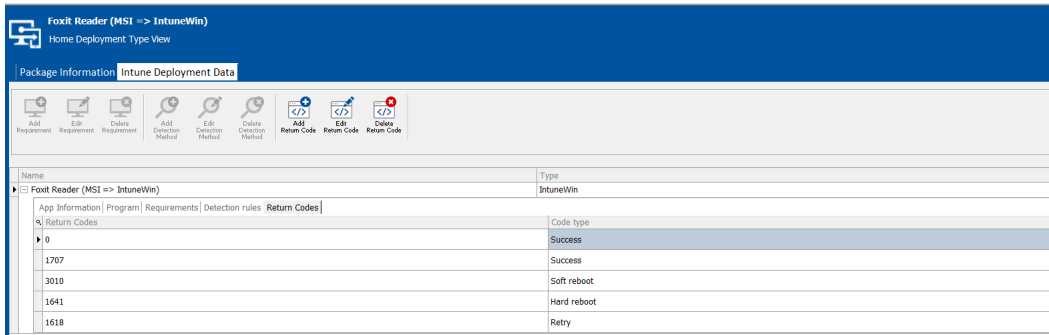 Foxit Reader (MSI => IntuneWin)
Home Deployment Type View
Package Information Intune Deployment Data
Add Requirement Edit Requirement Delete Requirement Add Detection Method Edit Detection Method Delete Detection Method Add Return Code Edit Return Code Delete Return Code
Name Type
Foxit Reader (MSI => IntuneWin) IntuneWin
App Information Program Requirements Detection rules Return Codes
Return Codes Code type
0 Success
1707 Success
3010 Soft reboot
1641 Hard reboot
1618 Retry